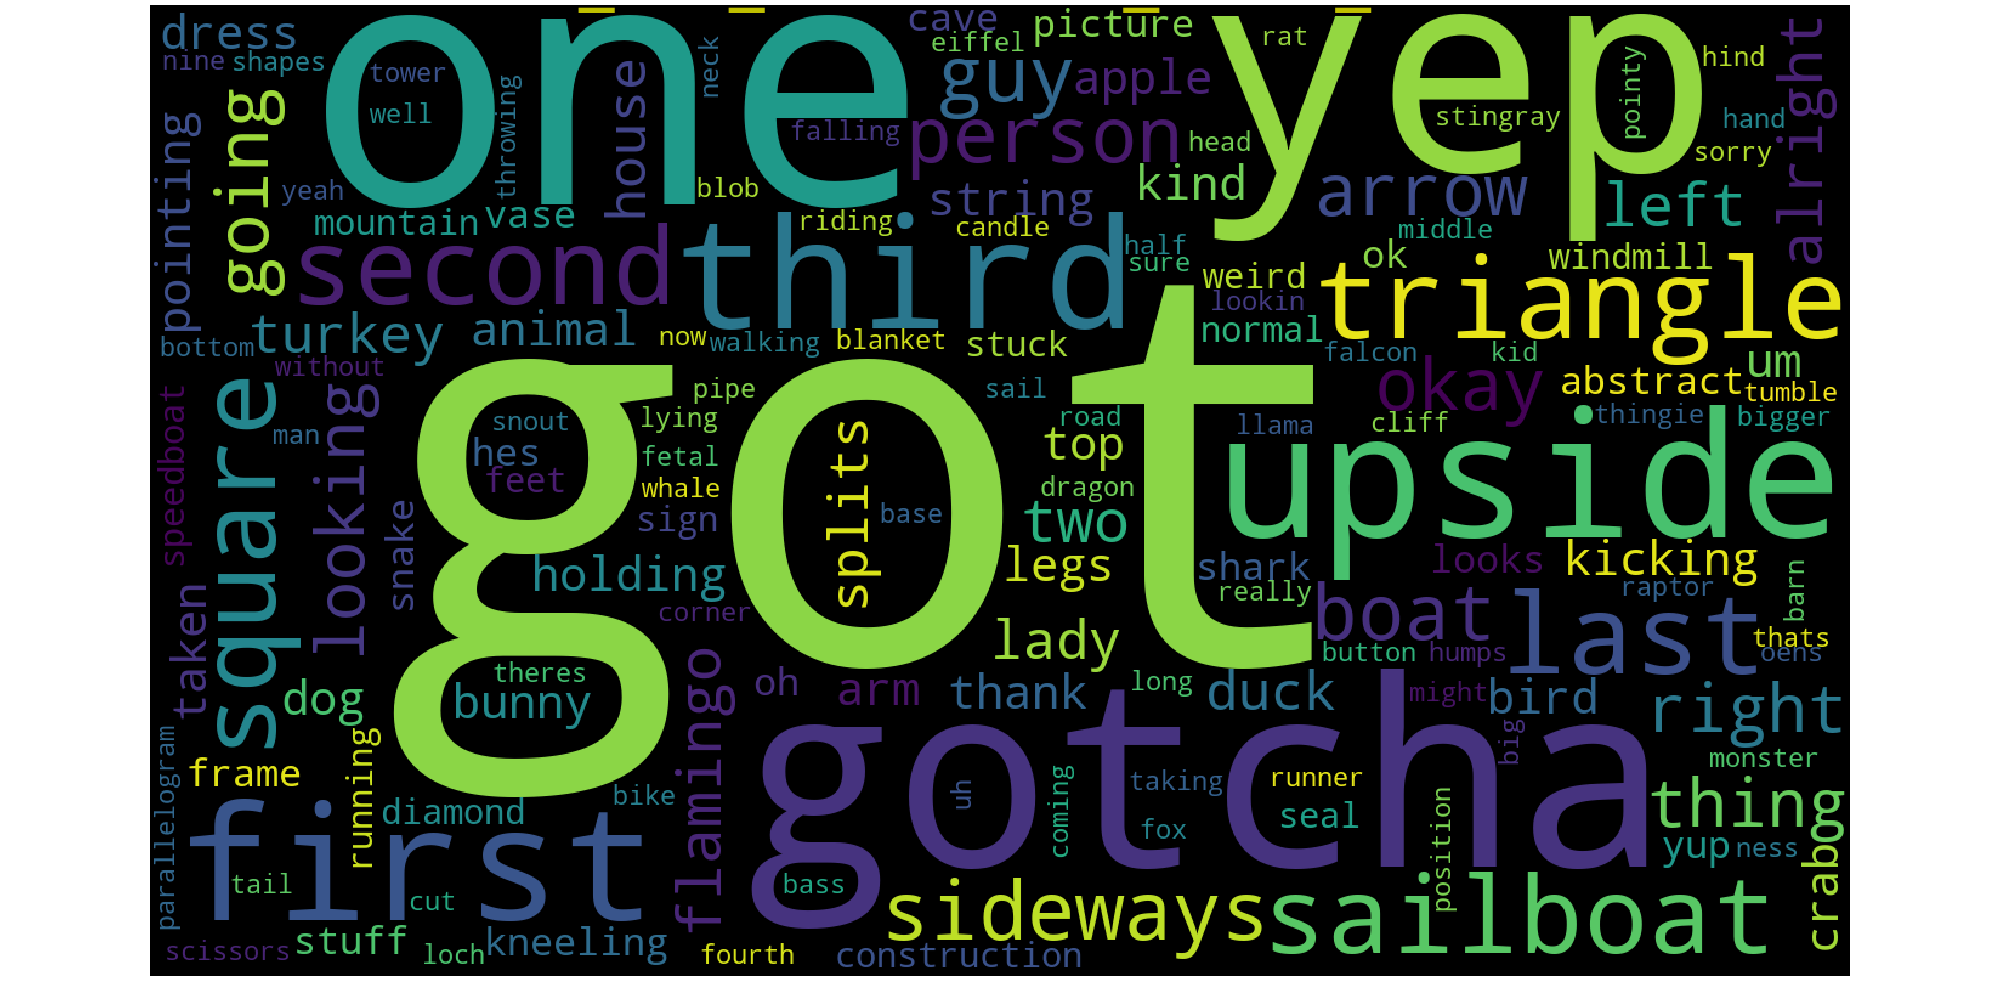 dress
nine
shapes
tower
well
going
pointing
one
throwing
house
neck
falling
cave
eiffel
picture
guy
apple
person
yep
rat
stingray
pointy
hind
hand
sorry
alright
yeah
blob
head
kind
arrow
left
mountain
vase
string
riding
candle
half
sure
middle
second
third
weird
ok
windmill
lookin
triangle
turkey
animal
bottom
without
now
walking
blanket
stuck
normal
falcon
kid
um
okay
abstract
tumble
square
looking
speedboat
man
snout
pipe
lying
got
sail
road
llama
cliff
thingie
bigger
hes
feet
fetal
whale
splits
top
upside
snake
sign
base
dragon
two
holding
legs
shark
looks
kicking
really
raptor
barn
taken
corner
lady
boat
last
thats
button
humps
oens
dog
theres
bunny
flamingo
oh
arm
thank
long
duck
might
bird
right
parallelogram
frame
running
diamond
bike
gotcha
uh
coming
taking
runner
big
monster
fox
seal
thing
first
yup
ness
crabo
tail
cut
bass
sideways
position
sailboat
scissors
stuff
loch
kneeling
fourth
construction